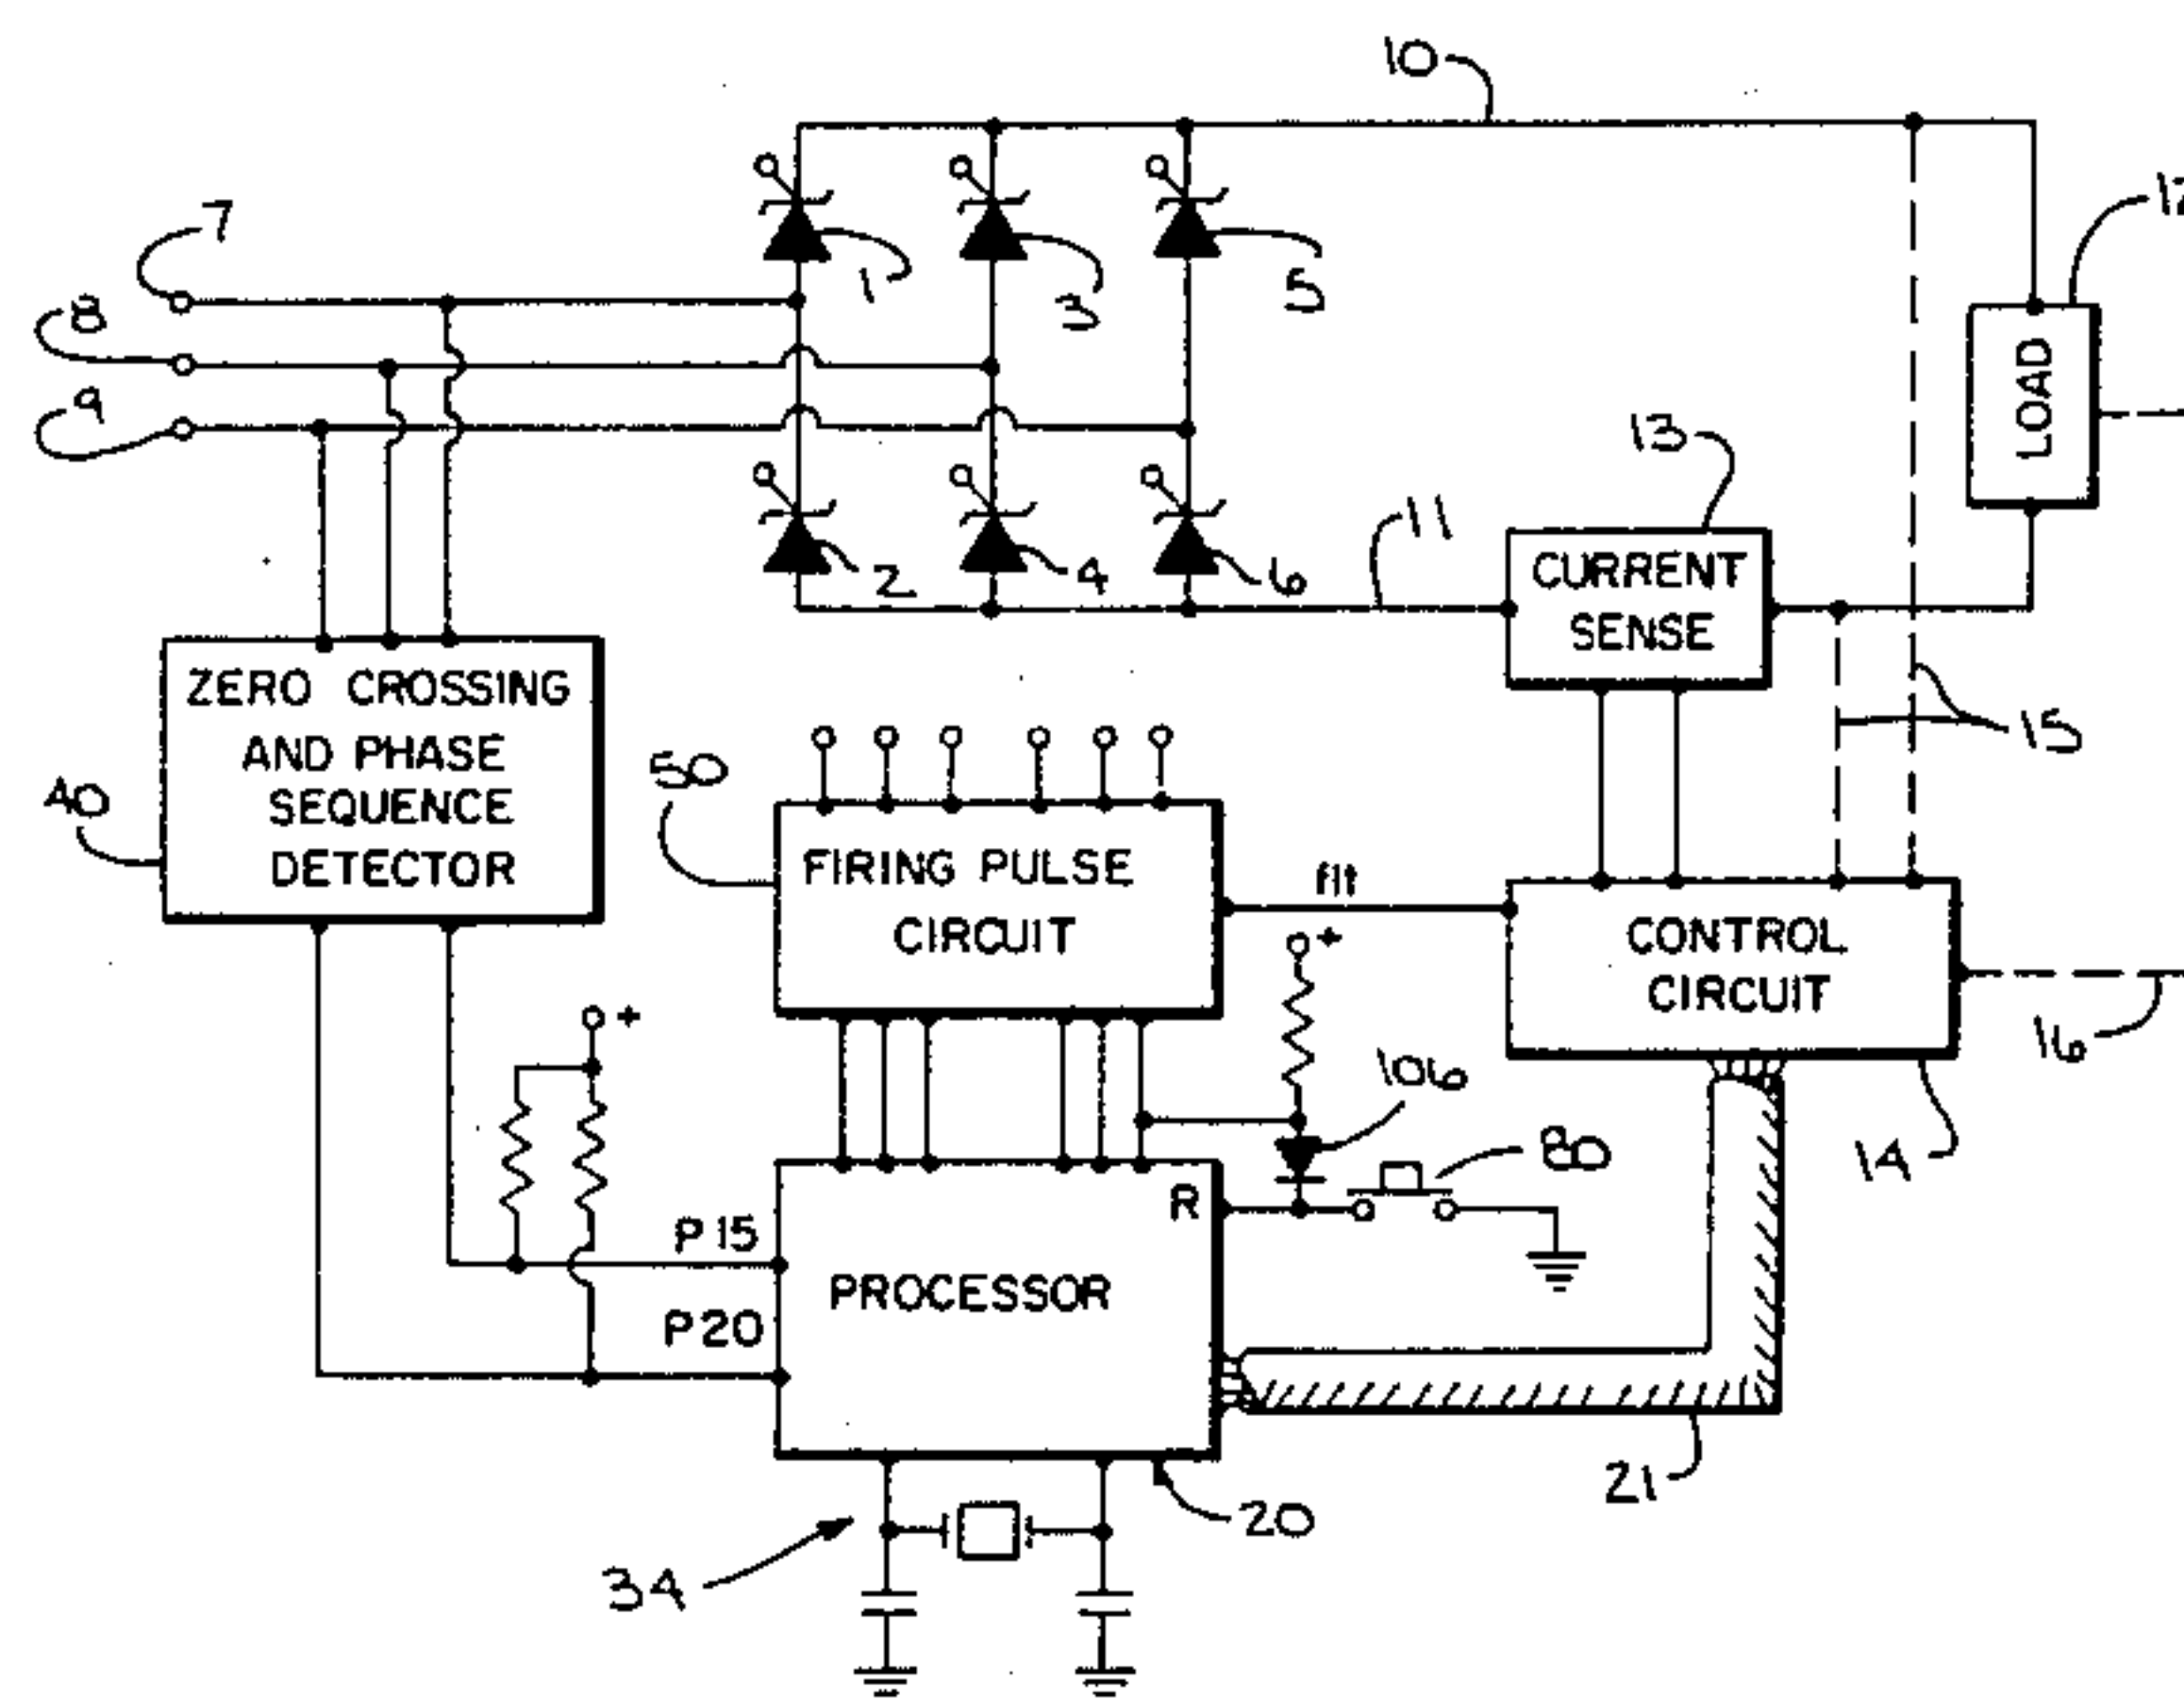 10
12
7
8
9
1
3
5
LOAD
13
11
2
4
6
CURRENT
SENSE
ZERO CROSSING
AND PHASE
SEQUENCE
DETECTOR
15
50
40
FIRING PULSE
CIRCUIT
flt
+
CONTROL
CIRCUIT
+
16
106
80
14
R
P15
PROCESSOR
P20
21
20
34